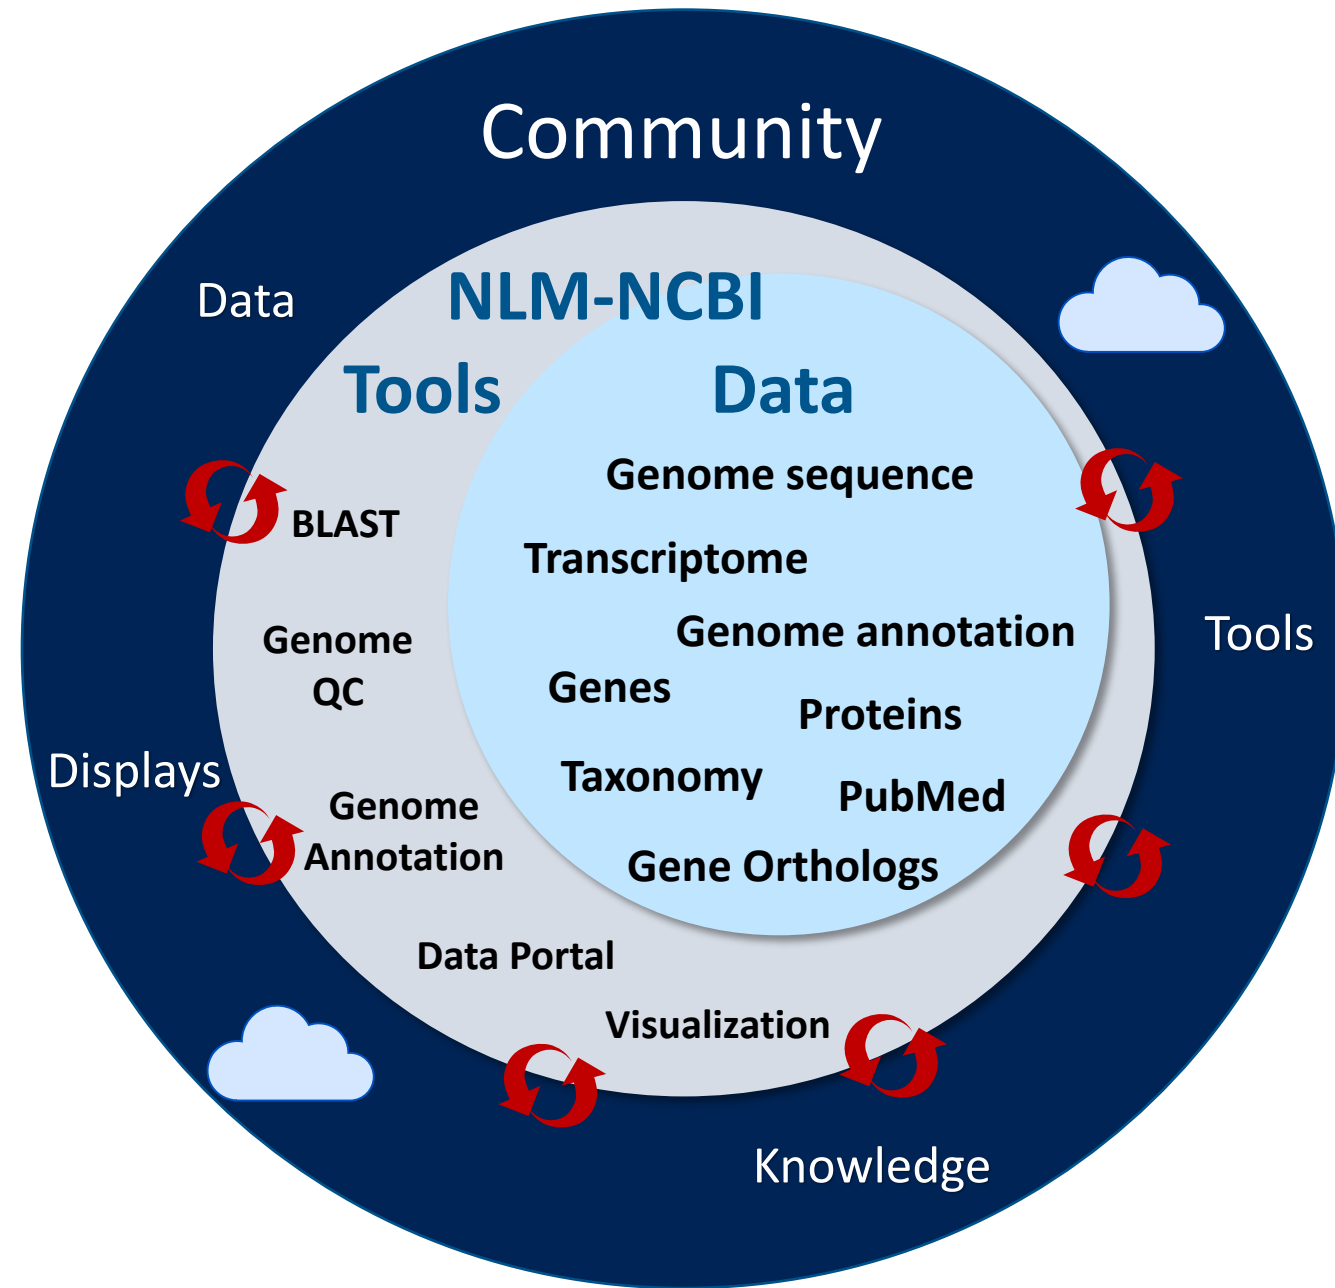 Community
Data
NLM-NCBI
Tools
Data
Genome sequence
BLAST
Transcriptome
Genome annotation
Tools
Genome
QC
Genes
Proteins
Displays
Taxonomy
PubMed
Genome
Annotation
Gene Orthologs
Data Portal
Visualization
Knowledge